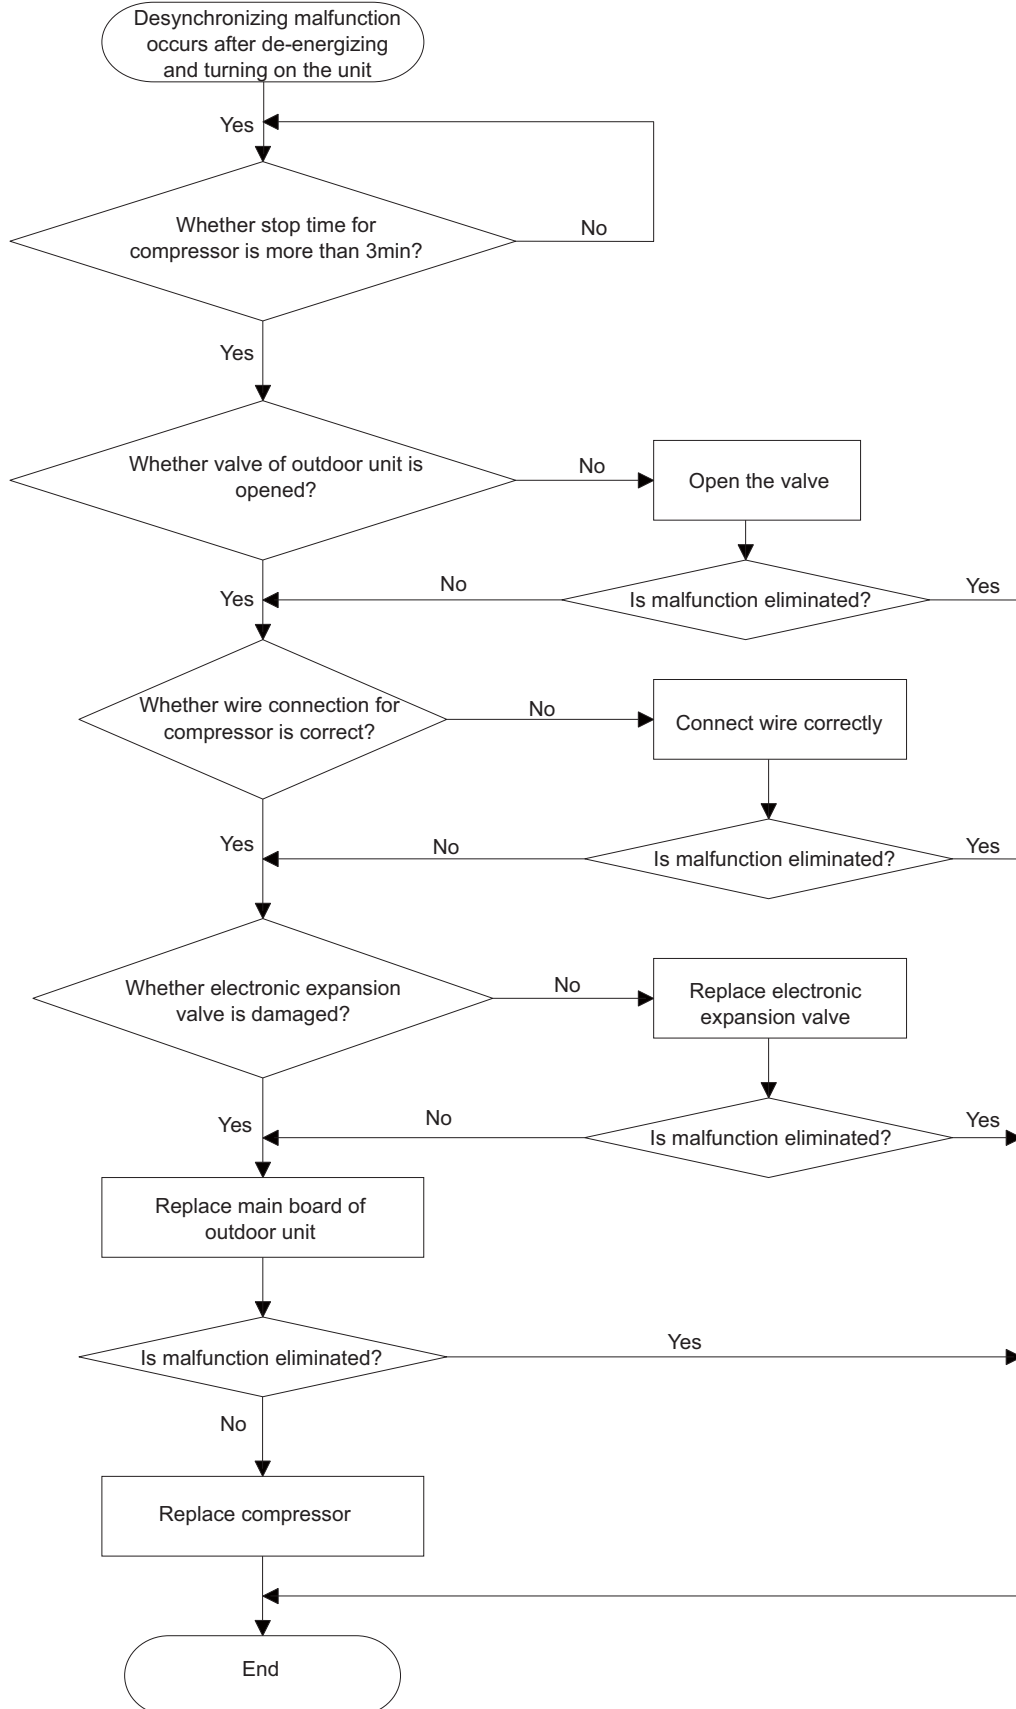 Desynchronizing malfunction
occurs after de-energizing
and turning on the unit
Yes
Whether stop time for
compressor is more than 3min?
No
Yes
Whether valve of outdoor unit is
opened?
No
Open the valve
Yes
No
Is malfunction eliminated?
Yes
Whether wire connection for
compressor is correct?
No
Connect wire correctly
Yes
No
Is malfunction eliminated?
Yes
Whether electronic expansion
valve is damaged?
No
Replace electronic
expansion valve
Yes
No
Is malfunction eliminated?
Yes
Replace main board of
outdoor unit
Is malfunction eliminated?
Yes
No
Replace compressor
End